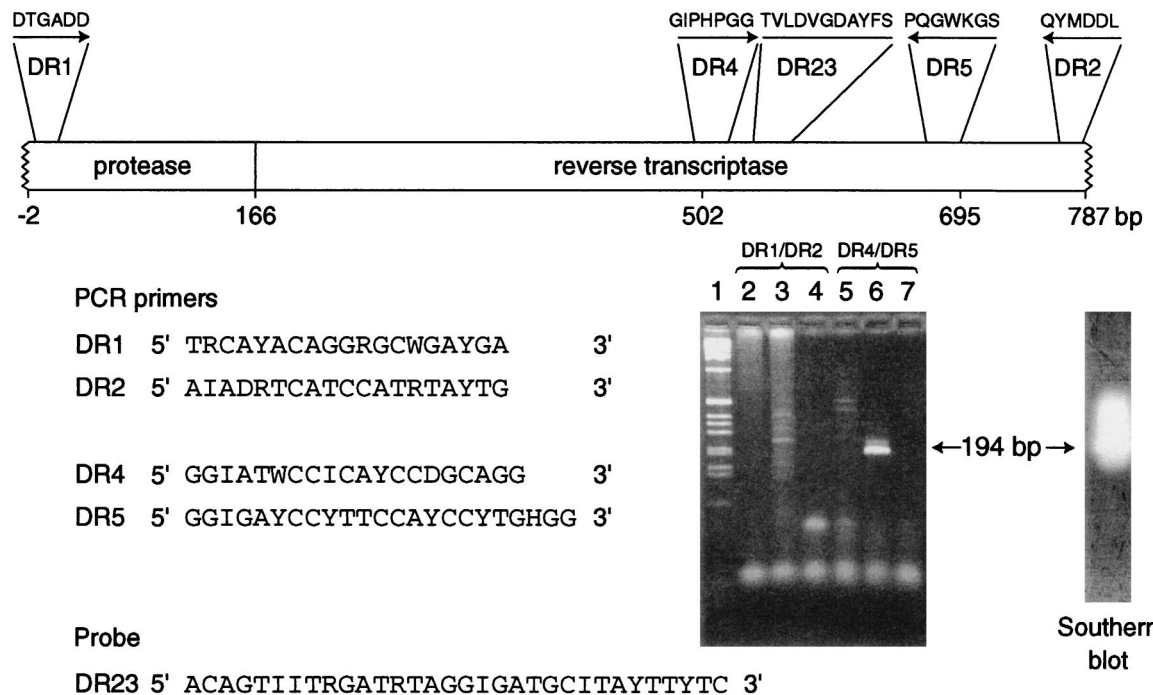 DTGADD GIPHPGG TVLDVGDAYFS PQGWKGS QYMDDL
DR1 DR4 DR23 DR5 DR2
protease reverse transcriptase
-2 166 502 695 787 bp
DR1/DR2 DR4/DR5
1 2 3 4 5 6 7
PCR primers
DR1 5' TRCAYACAGGRGCWGAYGA 3'
DR2 5' AIADRTCATCCATRTAYTG 3'
194 bp
DR4 5' GGIATWCCICAYCCDGCAGG 3'
DR5 5' GGIGAYCCYTTCCAYCCYTGHGG 3'
Southerr
blot
Probe
DR23 5' ACAGTIITRGATRTAGGIGATGCITAYTTYTC 3'